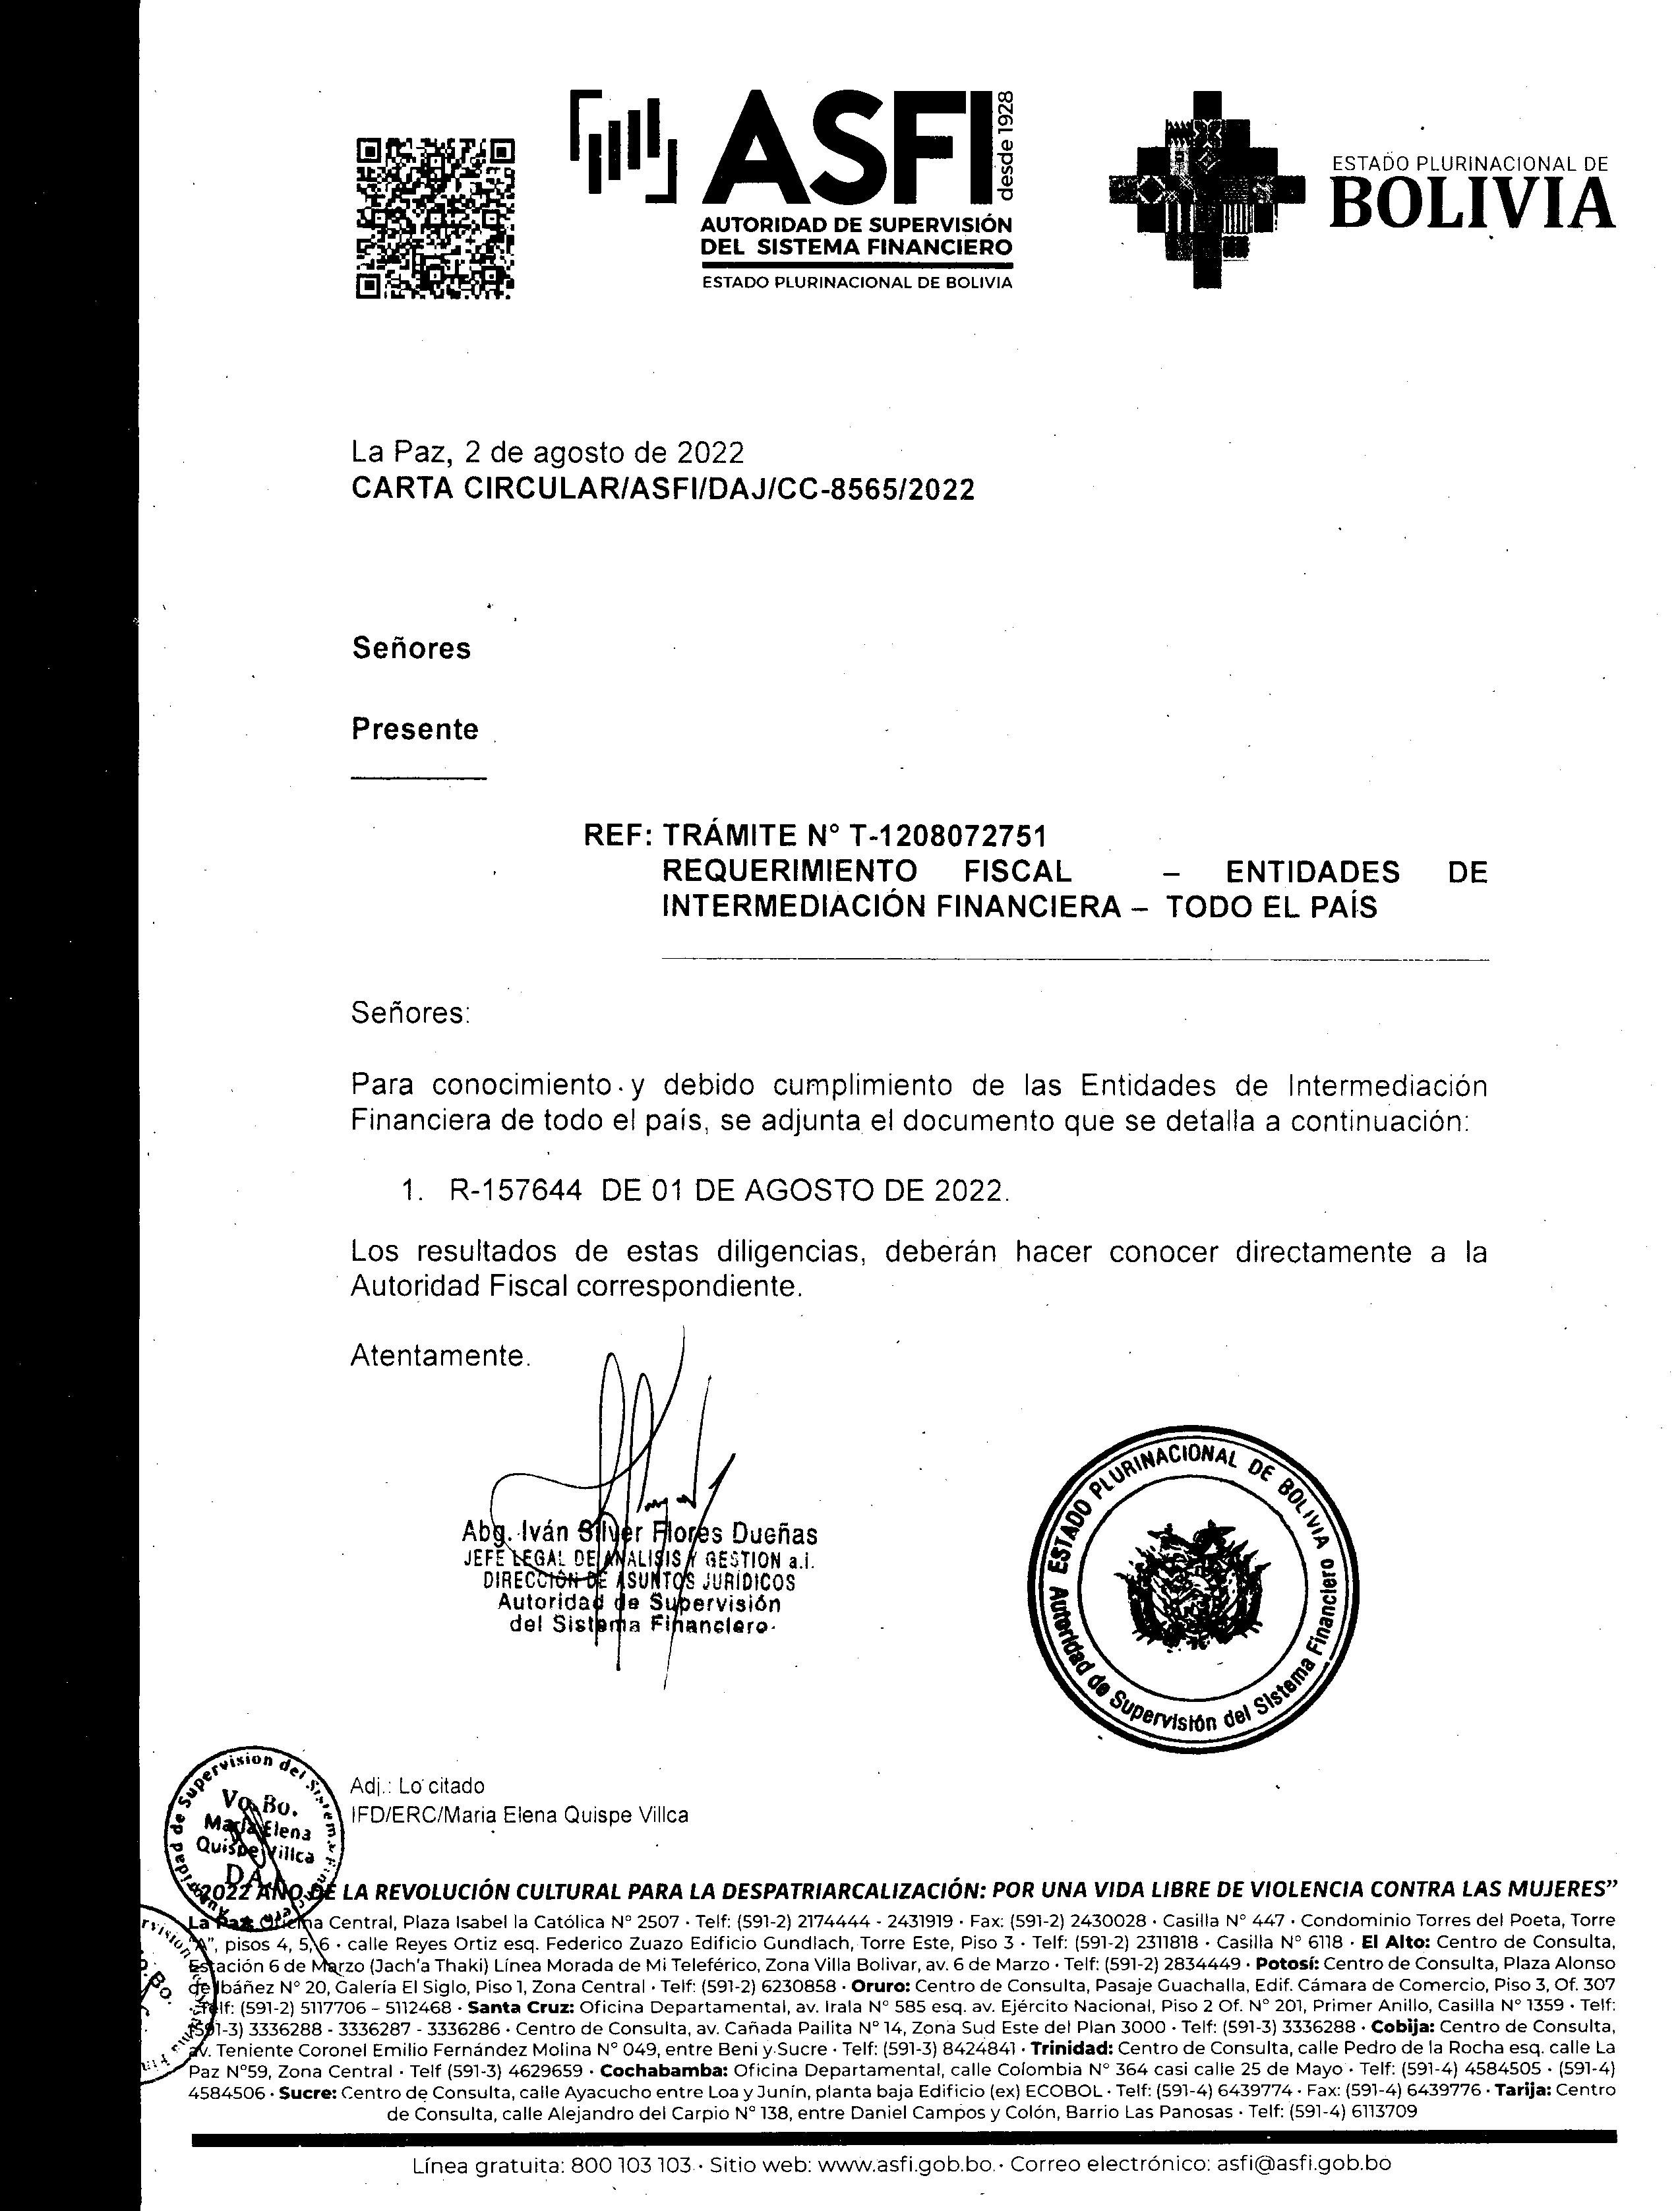 ASFI
desde 1928
AUTORIDAD DE SUPERVISIÓN
DEL SISTEMA FINANCIERO
ESTADO PLURINACIONAL DE BOLIVIA
ESTADO PLURINACIONAL DE
BOLIVIA
La Paz, 2 de agosto de 2022
CARTA CIRCULAR/ASFI/DAJ/CC-8565/2022
Señores
Presente
REF: TRÁMITE N° T-1208072751
REQUERIMIENTO FISCAL – ENTIDADES DE
INTERMEDIACIÓN FINANCIERA – TODO EL PAÍS
Señores:
Para conocimiento y debido cumplimiento de las Entidades de Intermediación
Financiera de todo el país, se adjunta el documento que se detalla a continuación:
1. R-157644 DE 01 DE AGOSTO DE 2022.
Los resultados de estas diligencias, deberán hacer conocer directamente a la
Autoridad Fiscal correspondiente.
Atentamente.
Abg. Iván Silver Flores Dueñas
JEFE LEGAL DE ANALISIS Y GESTION a.i.
DIRECCIÓN DE ASUNTOS JURIDICOS
Autoridad de Supervisión
del Sistema Financiero
ESTADO PLURINACIONAL DE BOLIVIA
Autoridad de Supervisión del Sistema Financiero
Autoridad de Supervision del Sistema Financiero
Vo.Bo.
Maria Elena
Quispe Villca
Adj.: Lo citado
IFD/ERC/Maria Elena Quispe Villca
"2022 AÑO DE LA REVOLUCIÓN CULTURAL PARA LA DESPATRIARCALIZACIÓN: POR UNA VIDA LIBRE DE VIOLENCIA CONTRA LAS MUJERES"
La Paz: Oficina Central, Plaza Isabel la Católica N° 2507 · Telf: (591-2) 2174444 - 2431919 · Fax: (591-2) 2430028 · Casilla N° 447 · Condominio Torres del Poeta, Torre
"A", pisos 4, 5, 6 · calle Reyes Ortiz esq. Federico Zuazo Edificio Gundlach, Torre Este, Piso 3 · Telf: (591-2) 2311818 · Casilla N° 6118 · El Alto: Centro de Consulta,
Estación 6 de Marzo (Jach'a Thaki) Línea Morada de Mi Teleférico, Zona Villa Bolivar, av. 6 de Marzo · Telf: (591-2) 2834449 · Potosí: Centro de Consulta, Plaza Alonso
de Ibáñez N° 20, Galería El Siglo, Piso 1, Zona Central · Telf: (591-2) 6230858 · Oruro: Centro de Consulta, Pasaje Guachalla, Edif. Cámara de Comercio, Piso 3, Of. 307
Telf: (591-2) 5117706 – 5112468 · Santa Cruz: Oficina Departamental, av. Irala N° 585 esq. av. Ejército Nacional, Piso 2 Of. N° 201, Primer Anillo, Casilla N° 1359 · Telf:
(591-3) 3336288 - 3336287 - 3336286 · Centro de Consulta, av. Cañada Pailita N° 14, Zona Sud Este del Plan 3000 · Telf: (591-3) 3336288 · Cobija: Centro de Consulta,
av. Teniente Coronel Emilio Fernández Molina N° 049, entre Beni y Sucre · Telf: (591-3) 8424841 · Trinidad: Centro de Consulta, calle Pedro de la Rocha esq. calle La
Paz N°59, Zona Central · Telf (591-3) 4629659 · Cochabamba: Oficina Departamental, calle Colombia N° 364 casi calle 25 de Mayo · Telf: (591-4) 4584505 · (591-4)
4584506 · Sucre: Centro de Consulta, calle Ayacucho entre Loa y Junín, planta baja Edificio (ex) ECOBOL · Telf: (591-4) 6439774 · Fax: (591-4) 6439776 · Tarija: Centro
de Consulta, calle Alejandro del Carpio N° 138, entre Daniel Campos y Colón, Barrio Las Panosas · Telf: (591-4) 6113709
Línea gratuita: 800 103 103 · Sitio web: www.asfi.gob.bo · Correo electrónico: asfi@asfi.gob.bo